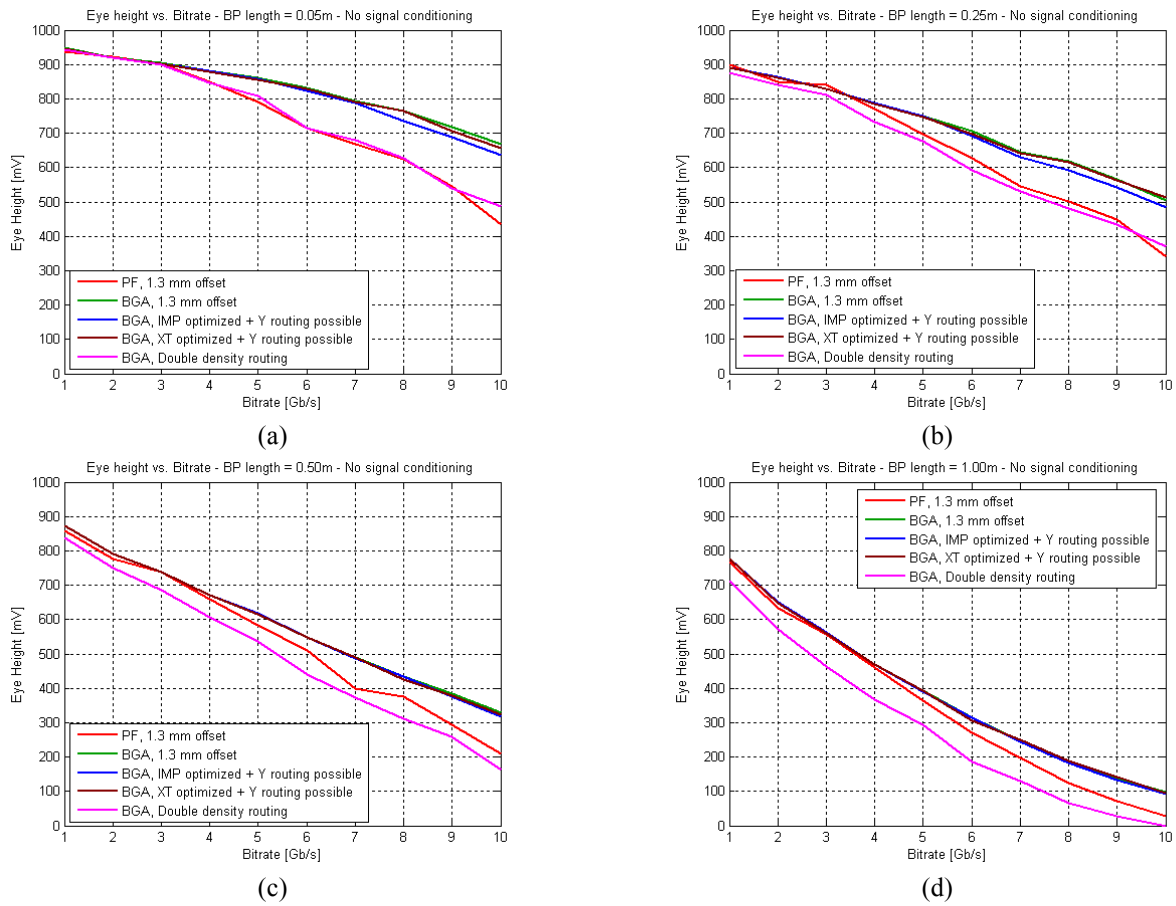 Eye height vs. Bitrate - BP length = 0.05m - No signal conditioning
1000
900
800
700
600
500
400
300
200
100
0
Eye Height [mV]
PF, 1.3 mm offset
BGA, 1.3 mm offset
BGA, IMP optimized + Y routing possible
BGA, XT optimized + Y routing possible
BGA, Double density routing
1 2 3 4 5 6 7 8 9 10
Bitrate [Gb/s]
(a)
Eye height vs. Bitrate - BP length = 0.25m - No signal conditioning
1000
900
800
700
600
500
400
300
200
100
0
Eye Height [mV]
PF, 1.3 mm offset
BGA, 1.3 mm offset
BGA, IMP optimized + Y routing possible
BGA, XT optimized + Y routing possible
BGA, Double density routing
1 2 3 4 5 6 7 8 9 10
Bitrate [Gb/s]
(b)
Eye height vs. Bitrate - BP length = 0.50m - No signal conditioning
1000
900
800
700
600
500
400
300
200
100
0
Eye Height [mV]
PF, 1.3 mm offset
BGA, 1.3 mm offset
BGA, IMP optimized + Y routing possible
BGA, XT optimized + Y routing possible
BGA, Double density routing
1 2 3 4 5 6 7 8 9 10
Bitrate [Gb/s]
(c)
Eye height vs. Bitrate - BP length = 1.00m - No signal conditioning
1000
900
800
700
600
500
400
300
200
100
0
Eye Height [mV]
PF, 1.3 mm offset
BGA, 1.3 mm offset
BGA, IMP optimized + Y routing possible
BGA, XT optimized + Y routing possible
BGA, Double density routing
1 2 3 4 5 6 7 8 9 10
Bitrate [Gb/s]
(d)